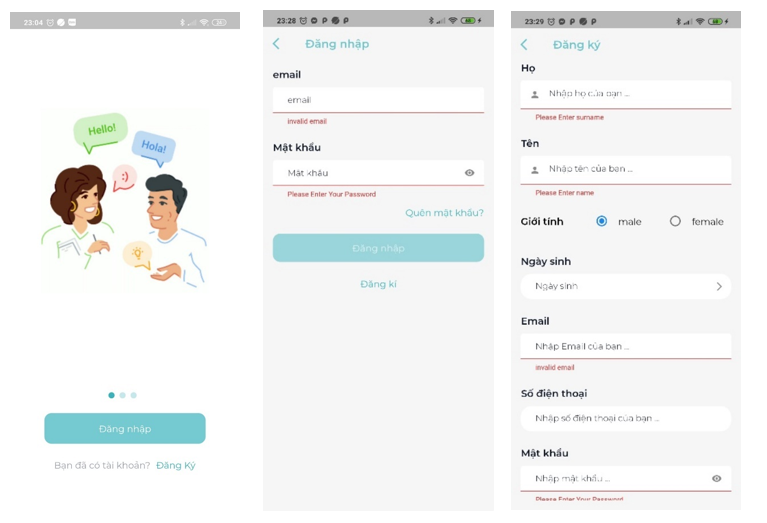 23:04
Hello!
Hola!
:)
Đăng nhập
Bạn đã có tài khoản? Đăng Ký
23:28
Đăng nhập
email
email
invalid email
Mật khẩu
Mật khẩu
Please Enter Your Password
Quên mật khẩu?
Đăng nhập
Đăng kí
23:29
Đăng ký
Họ
Nhập họ của bạn ...
Please Enter surname
Tên
Nhập tên của bạn ...
Please Enter name
Giới tính male female
Ngày sinh
Ngày sinh
Email
Nhập Email của bạn ...
invalid email
Số điện thoại
Nhập số điện thoại của bạn ...
Mật khẩu
Nhập mật khẩu ...
Please Enter Your Password